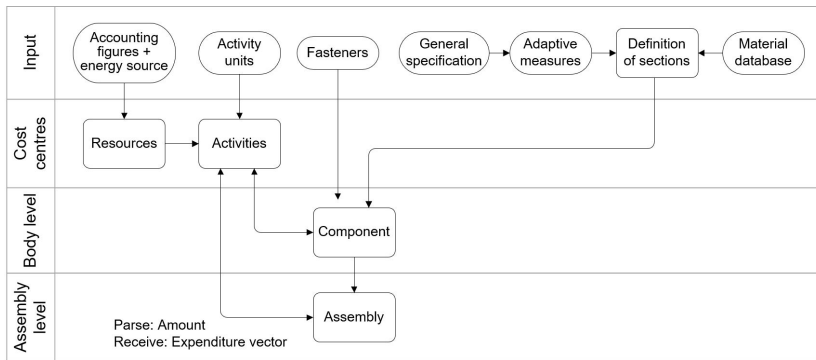 Input
Accounting
figures +
energy source
Activity
units
Fasteners
General
specification
Adaptive
measures
Definition
of sections
Material
database
Cost
centres
Resources
Activities
Body level
Component
Assembly
level
Assembly
Parse: Amount
Receive: Expenditure vector